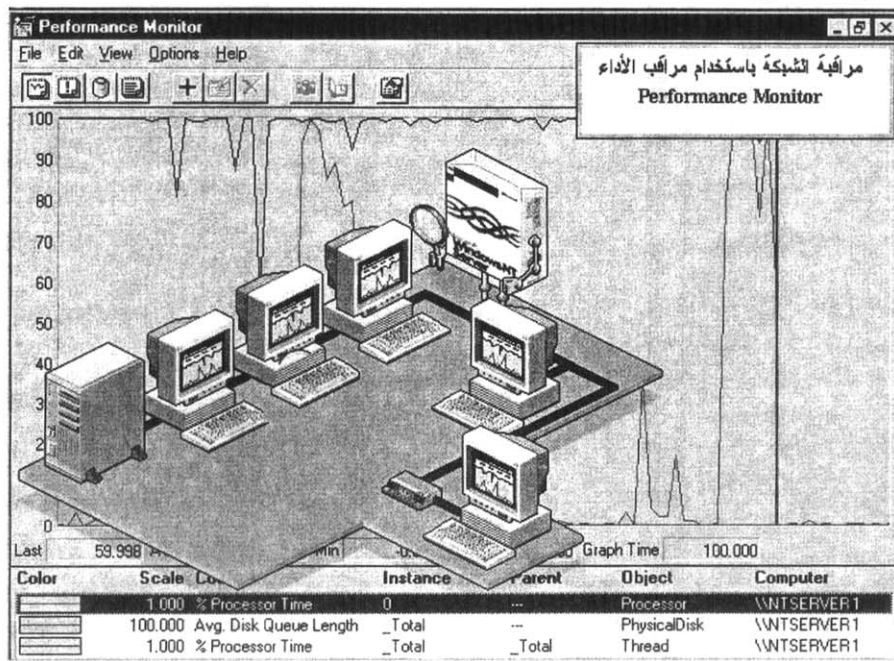 Performance Monitor
File Edit View Options Help
مراقبة الشبكة باستخدام مراقب الأداء
Performance Monitor
100
90
80
70
60
50
40
0
Last 59.998 Graph Time 100.000
Color Scale Instance Parent Object Computer
1.000 % Processor Time 0 --- Processor \\NTSERVER1
100.000 Avg. Disk Queue Length _Total --- PhysicalDisk \\NTSERVER1
1.000 % Processor Time _Total _Total Thread \\NTSERVER1
Windows NT